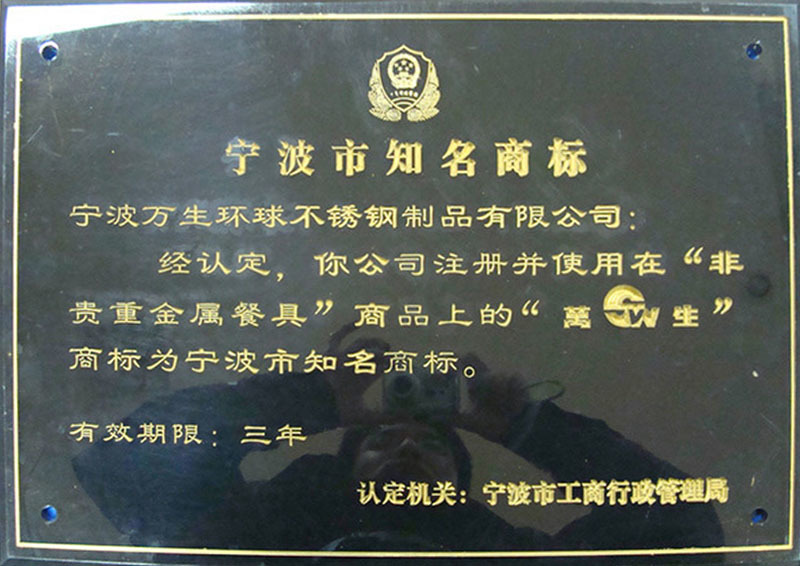 宁波市知名商标
宁波万生环球不锈钢制品有限公司：
经认定，你公司注册并使用在“非
贵重金属餐具”商品上的“萬 SW 生”
商标为宁波市知名商标。
有效期限：三年
认定机关：宁波市工商行政管理局